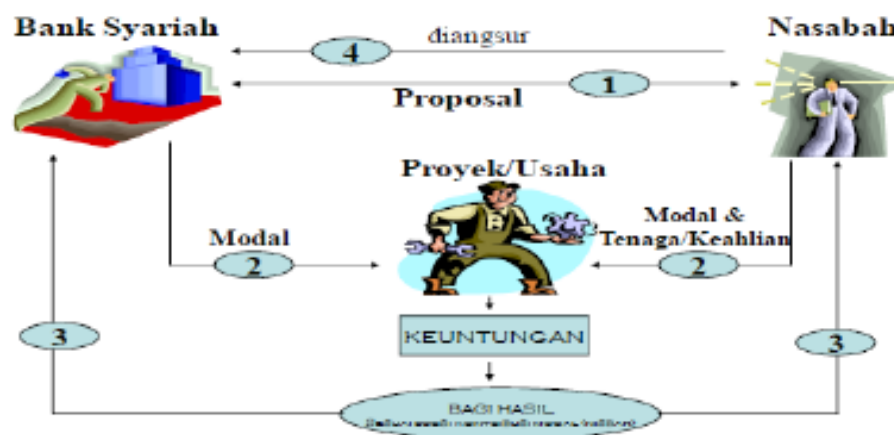 Bank Syariah
Nasabah
4
diangsur
1
Proposal
Proyek/Usaha
Modal
2
Modal &
Tenaga/Keahlian
2
3
KEUNTUNGAN
3
BAGI HASIL